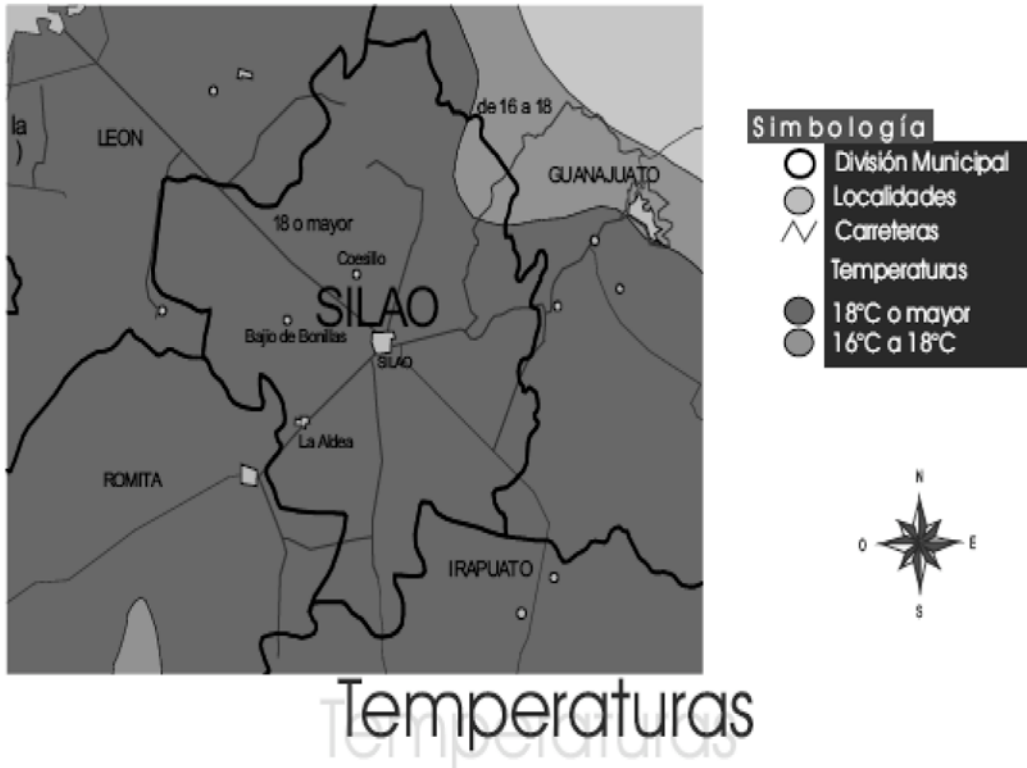 la
)
LEON
de 16 a 18
GUANAJUATO
18 o mayor
Coesillo
SILAO
Bajio de Bonillas
SILAO
La Aldea
ROMITA
IRAPUATO
Simbología
División Municipal
Localidades
Carreteras
Temperaturas
18°C o mayor
16°C a 18°C
N
O
E
S
Temperaturas